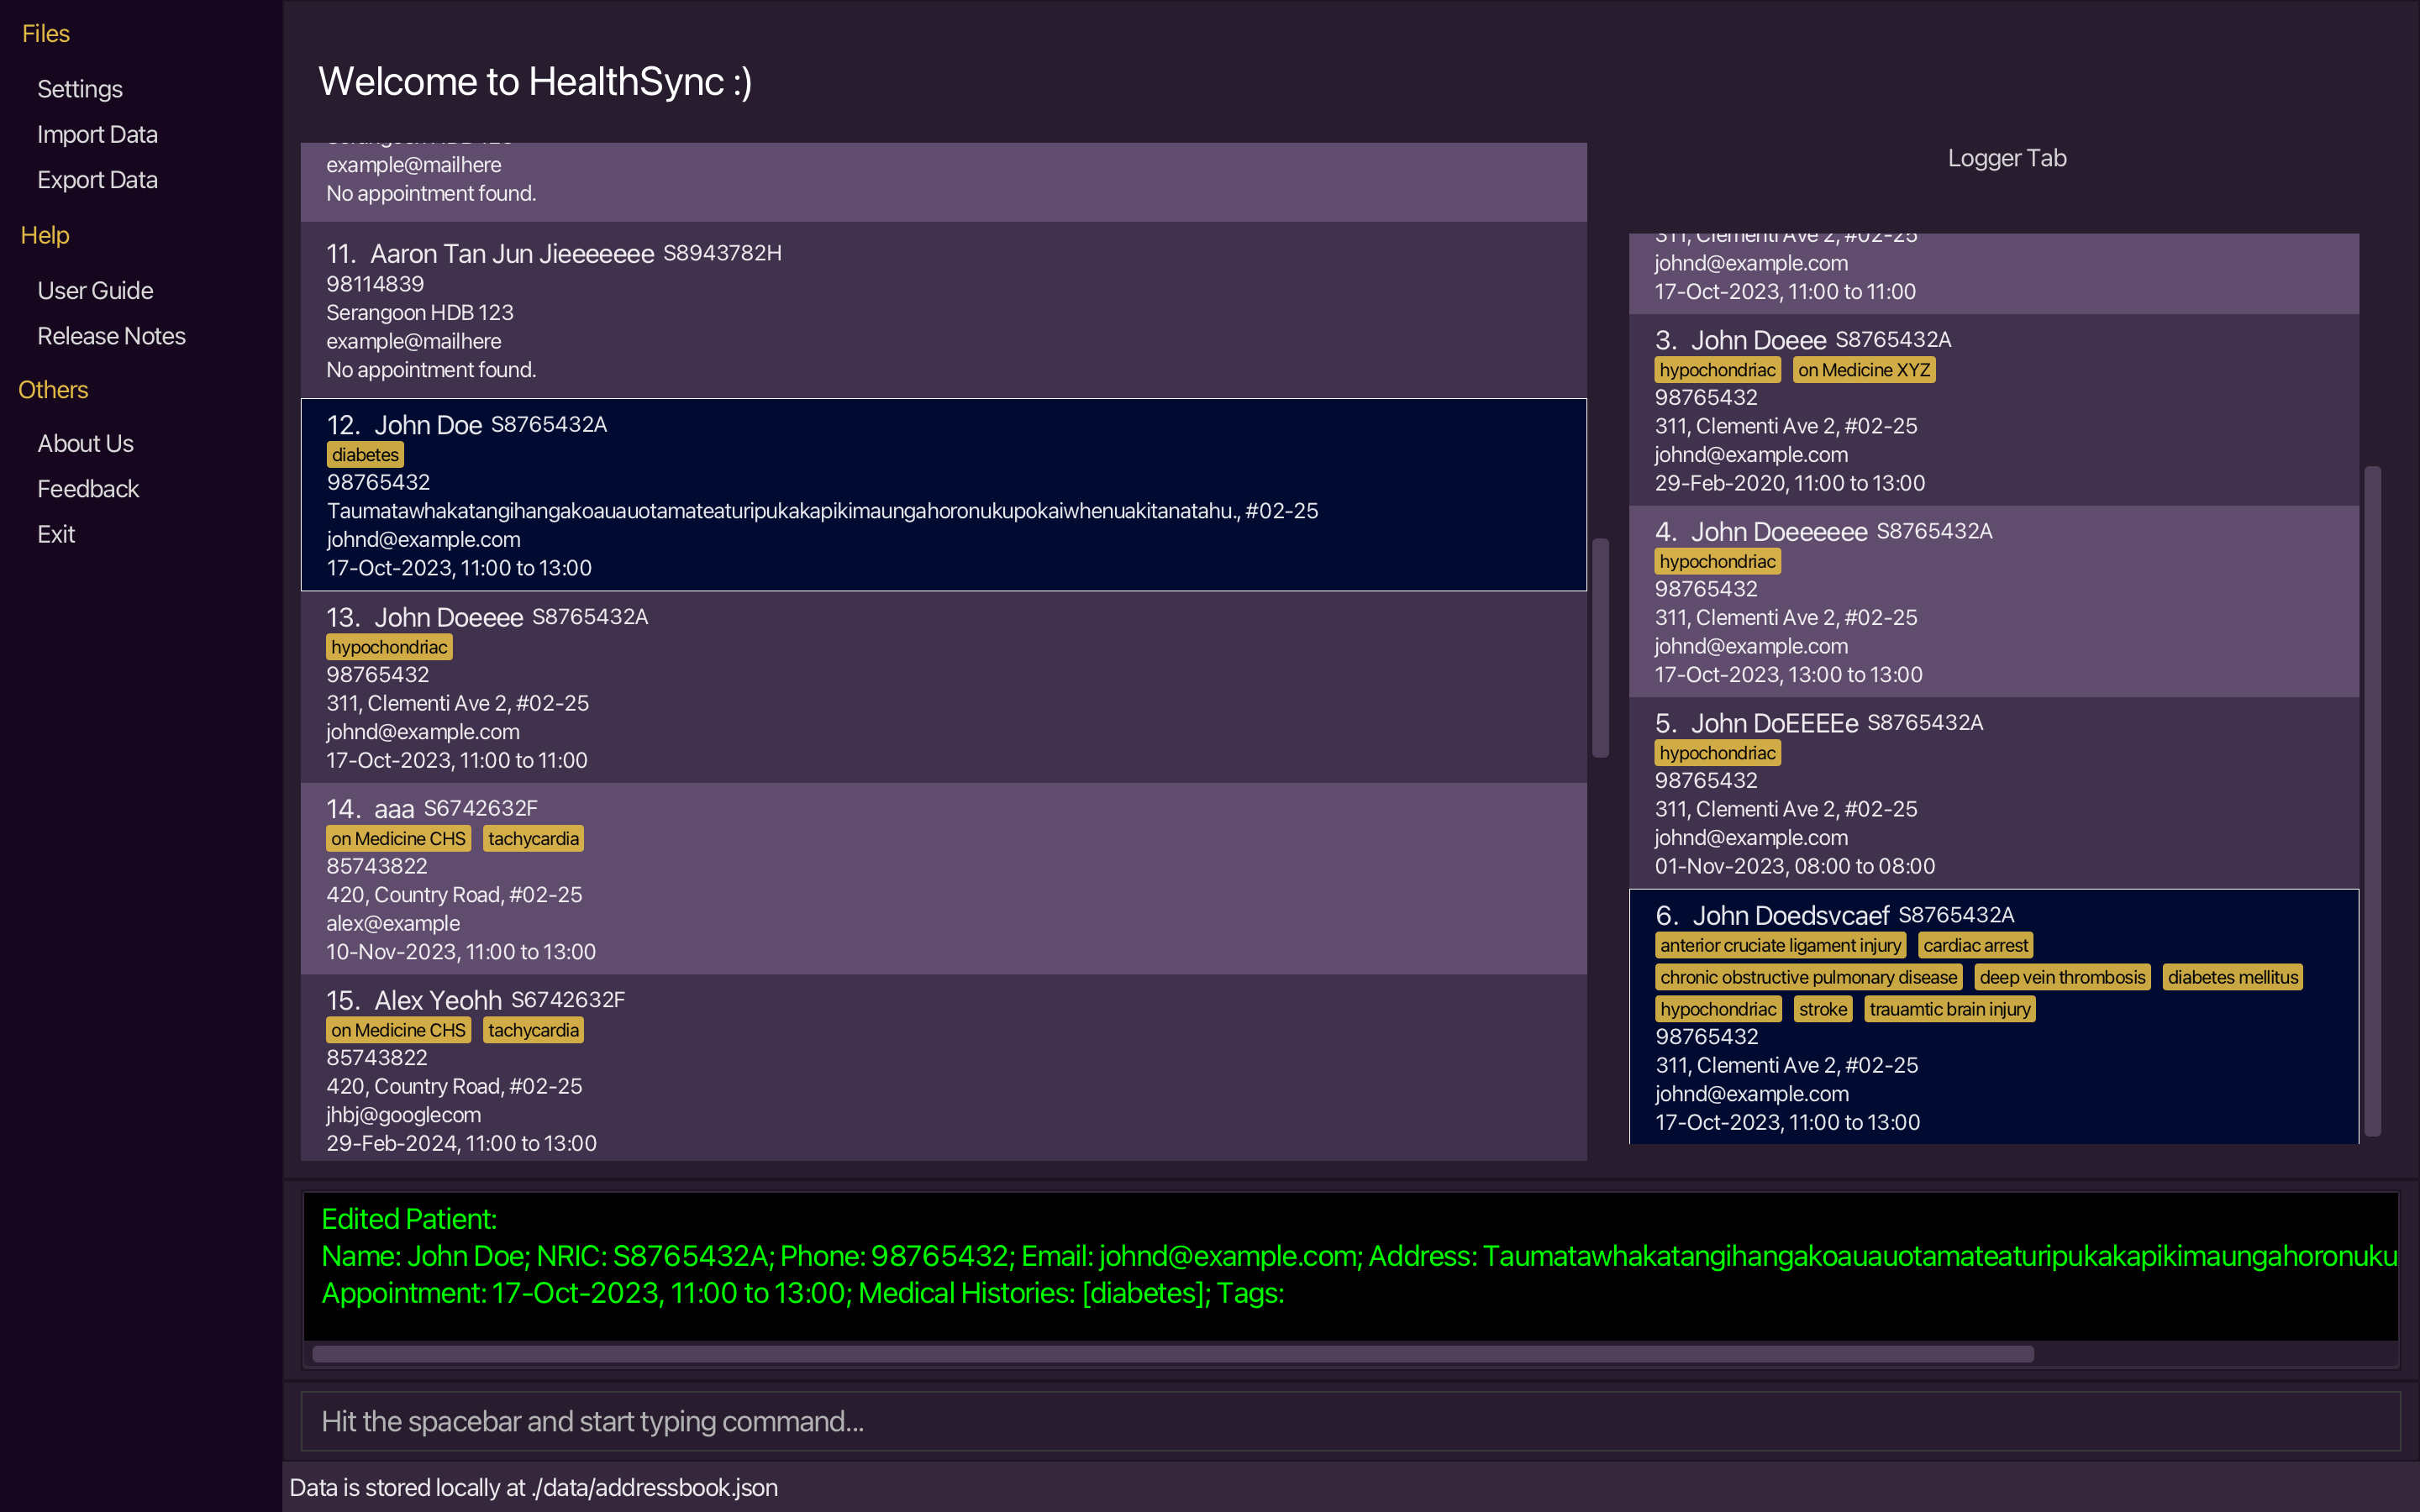 Files
Settings
Import Data
Export Data
Help
User Guide
Release Notes
Others
About Us
Feedback
Exit
Welcome to HealthSync :)
example@mailhere
No appointment found.
11. Aaron Tan Jun Jieeeeeee S8943782H
98114839
Serangoon HDB 123
example@mailhere
No appointment found.
12. John Doe S8765432A
diabetes
98765432
Taumatawhakatangihangakoauauotamateaturipukakapikimaungahoronukupokaiwhenuakitanatahu., #02-25
johnd@example.com
17-Oct-2023, 11:00 to 13:00
13. John Doeeee S8765432A
hypochondriac
98765432
311, Clementi Ave 2, #02-25
johnd@example.com
17-Oct-2023, 11:00 to 11:00
14. aaa S6742632F
on Medicine CHS tachycardia
85743822
420, Country Road, #02-25
alex@example
10-Nov-2023, 11:00 to 13:00
15. Alex Yeohh S6742632F
on Medicine CHS tachycardia
85743822
420, Country Road, #02-25
jhbj@googlecom
29-Feb-2024, 11:00 to 13:00
Logger Tab
311, Clementi Ave 2, #02-25
johnd@example.com
17-Oct-2023, 11:00 to 11:00
3. John Doeee S8765432A
hypochondriac on Medicine XYZ
98765432
311, Clementi Ave 2, #02-25
johnd@example.com
29-Feb-2020, 11:00 to 13:00
4. John Doeeeeee S8765432A
hypochondriac
98765432
311, Clementi Ave 2, #02-25
johnd@example.com
17-Oct-2023, 13:00 to 13:00
5. John DoEEEEe S8765432A
hypochondriac
98765432
311, Clementi Ave 2, #02-25
johnd@example.com
01-Nov-2023, 08:00 to 08:00
6. John Doedsvcaef S8765432A
anterior cruciate ligament injury cardiac arrest
chronic obstructive pulmonary disease deep vein thrombosis diabetes mellitus
hypochondriac stroke trauamtic brain injury
98765432
311, Clementi Ave 2, #02-25
johnd@example.com
17-Oct-2023, 11:00 to 13:00
Edited Patient:
Name: John Doe; NRIC: S8765432A; Phone: 98765432; Email: johnd@example.com; Address: Taumatawhakatangihangakoauauotamateaturipukakapikimaungahoronuku
Appointment: 17-Oct-2023, 11:00 to 13:00; Medical Histories: [diabetes]; Tags:
Hit the spacebar and start typing command...
Data is stored locally at ./data/addressbook.json